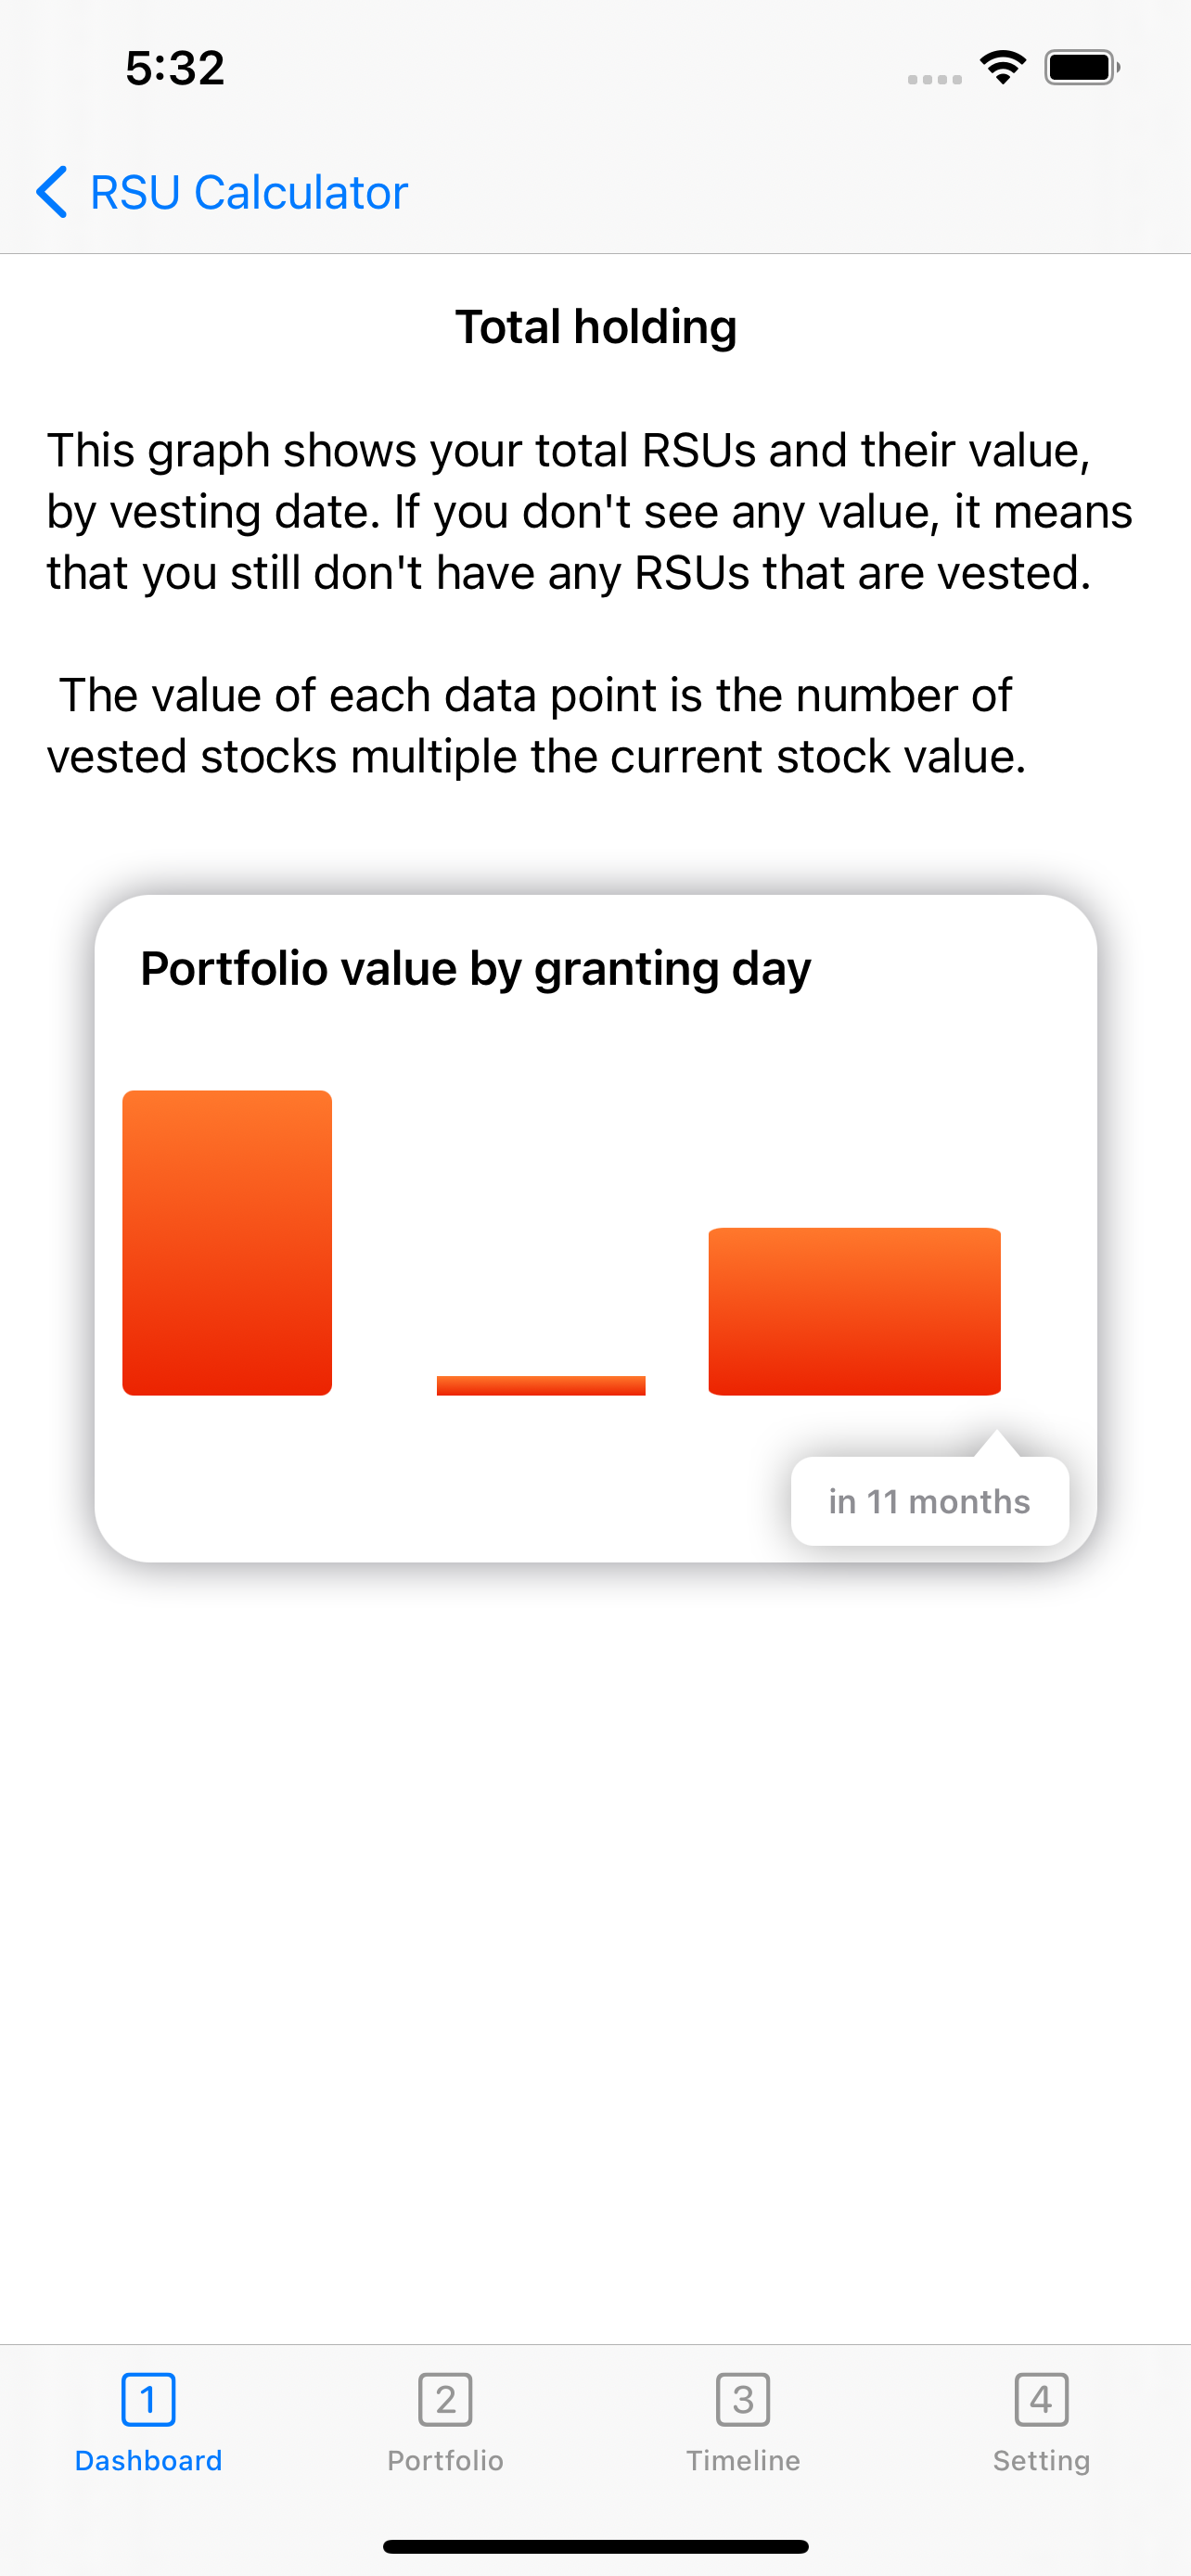 5:32
RSU Calculator
Total holding
This graph shows your total RSUs and their value,
by vesting date. If you don't see any value, it means
that you still don't have any RSUs that are vested.
The value of each data point is the number of
vested stocks multiple the current stock value.
Portfolio value by granting day
in 11 months
1 2 3 4
Dashboard Portfolio Timeline Setting